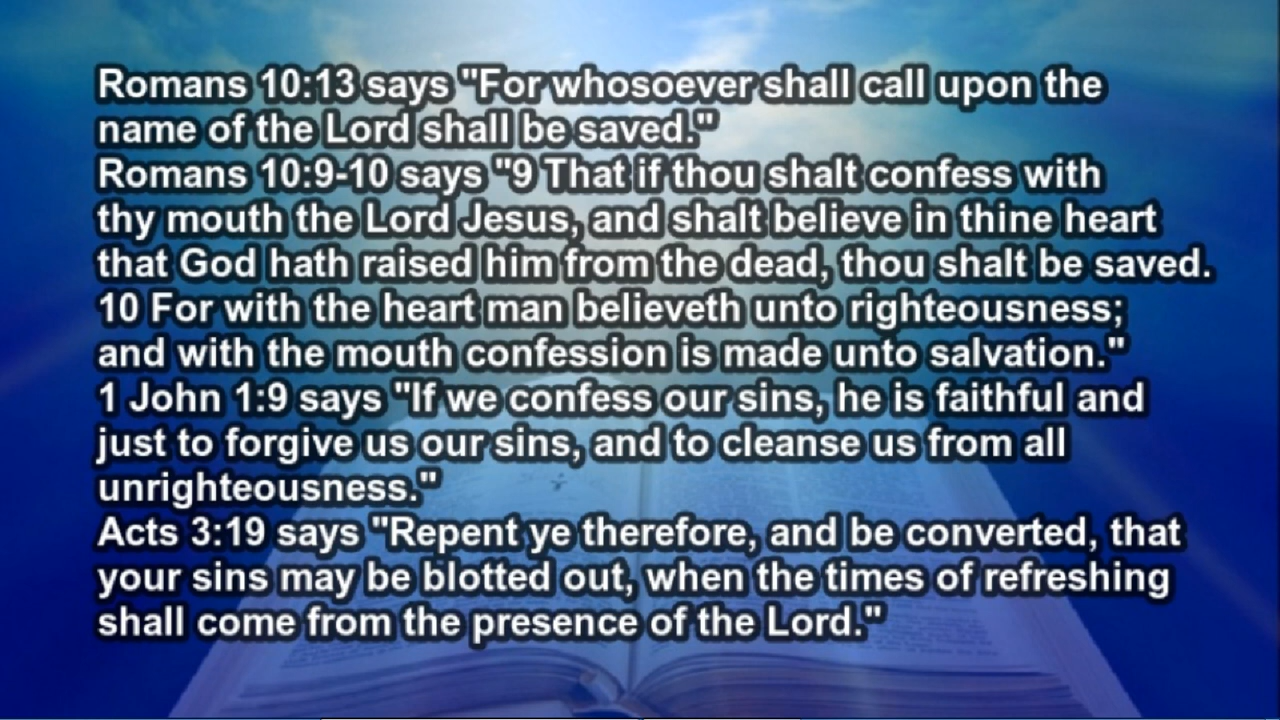 Romans 10:13 says "For whosoever shall call upon the
name of the Lord shall be saved."
Romans 10:9-10 says "9 That if thou shalt confess with
thy mouth the Lord Jesus, and shalt believe in thine heart
that God hath raised him from the dead, thou shalt be saved.
10 For with the heart man believeth unto righteousness;
and with the mouth confession is made unto salvation."
1 John 1:9 says "If we confess our sins, he is faithful and
just to forgive us our sins, and to cleanse us from all
unrighteousness."
Acts 3:19 says "Repent ye therefore, and be converted, that
your sins may be blotted out, when the times of refreshing
shall come from the presence of the Lord."